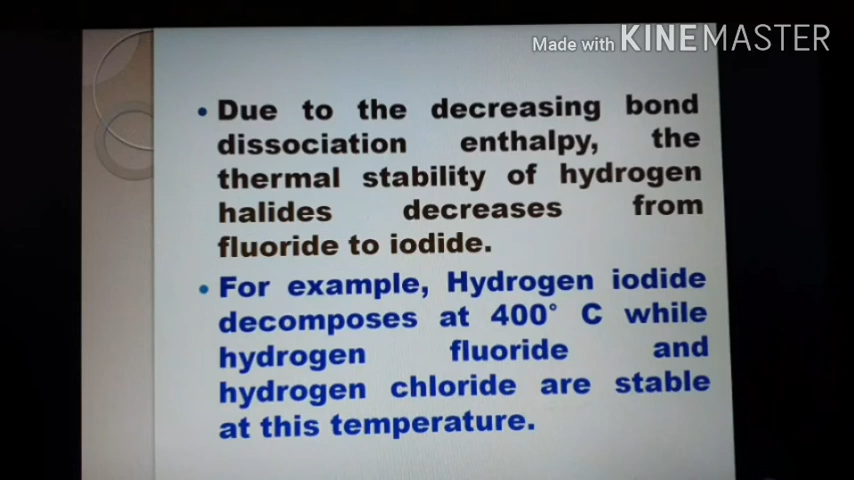 Made with KINEMASTER
• Due to the decreasing bond
dissociation enthalpy, the
thermal stability of hydrogen
halides decreases from
fluoride to iodide.
• For example, Hydrogen iodide
decomposes at 400° C while
hydrogen fluoride and
hydrogen chloride are stable
at this temperature.